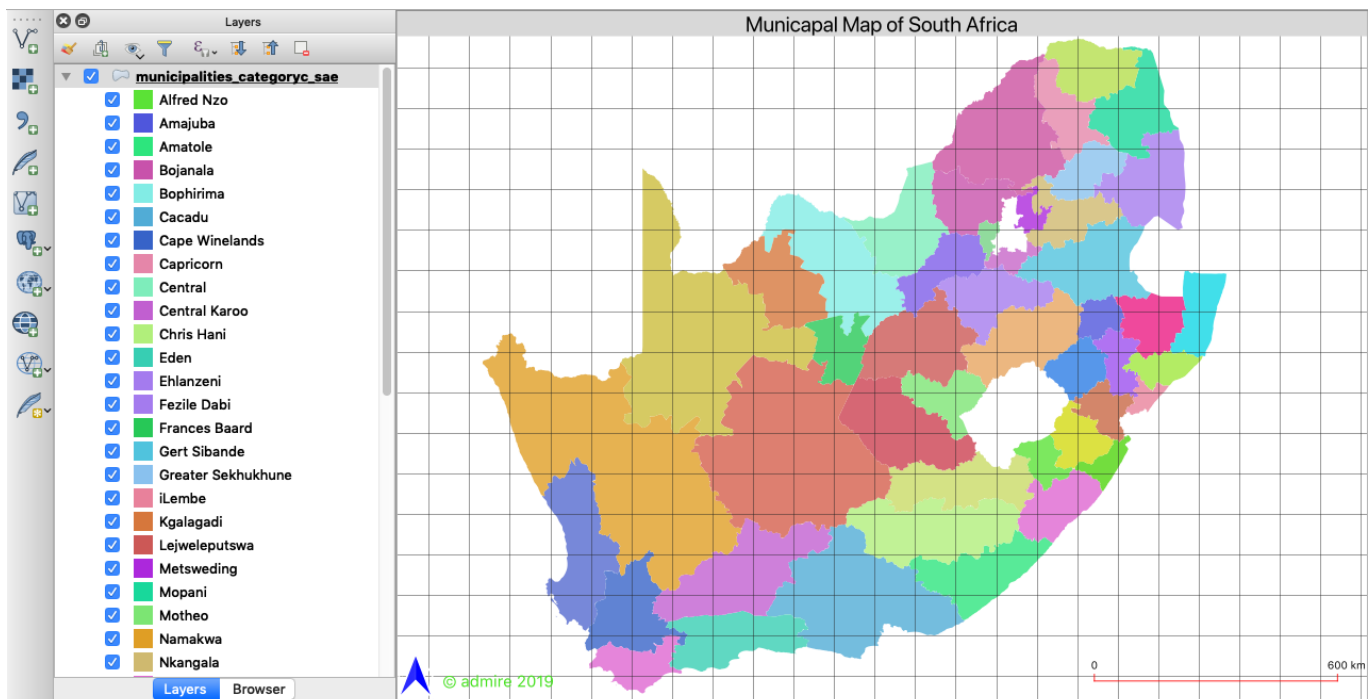 Layers
Municapal Map of South Africa
municipalities_categoryc_sae
Alfred Nzo
Amajuba
Amatole
Bojanala
Bophirima
Cacadu
Cape Winelands
Capricorn
Central
Central Karoo
Chris Hani
Eden
Ehlanzeni
Fezile Dabi
Frances Baard
Gert Sibande
Greater Sekhukhune
iLembe
Kgalagadi
Lejweleputswa
Metsweding
Mopani
Motheo
Namakwa
Nkangala
Layers Browser
© admire 2019
0 600 km